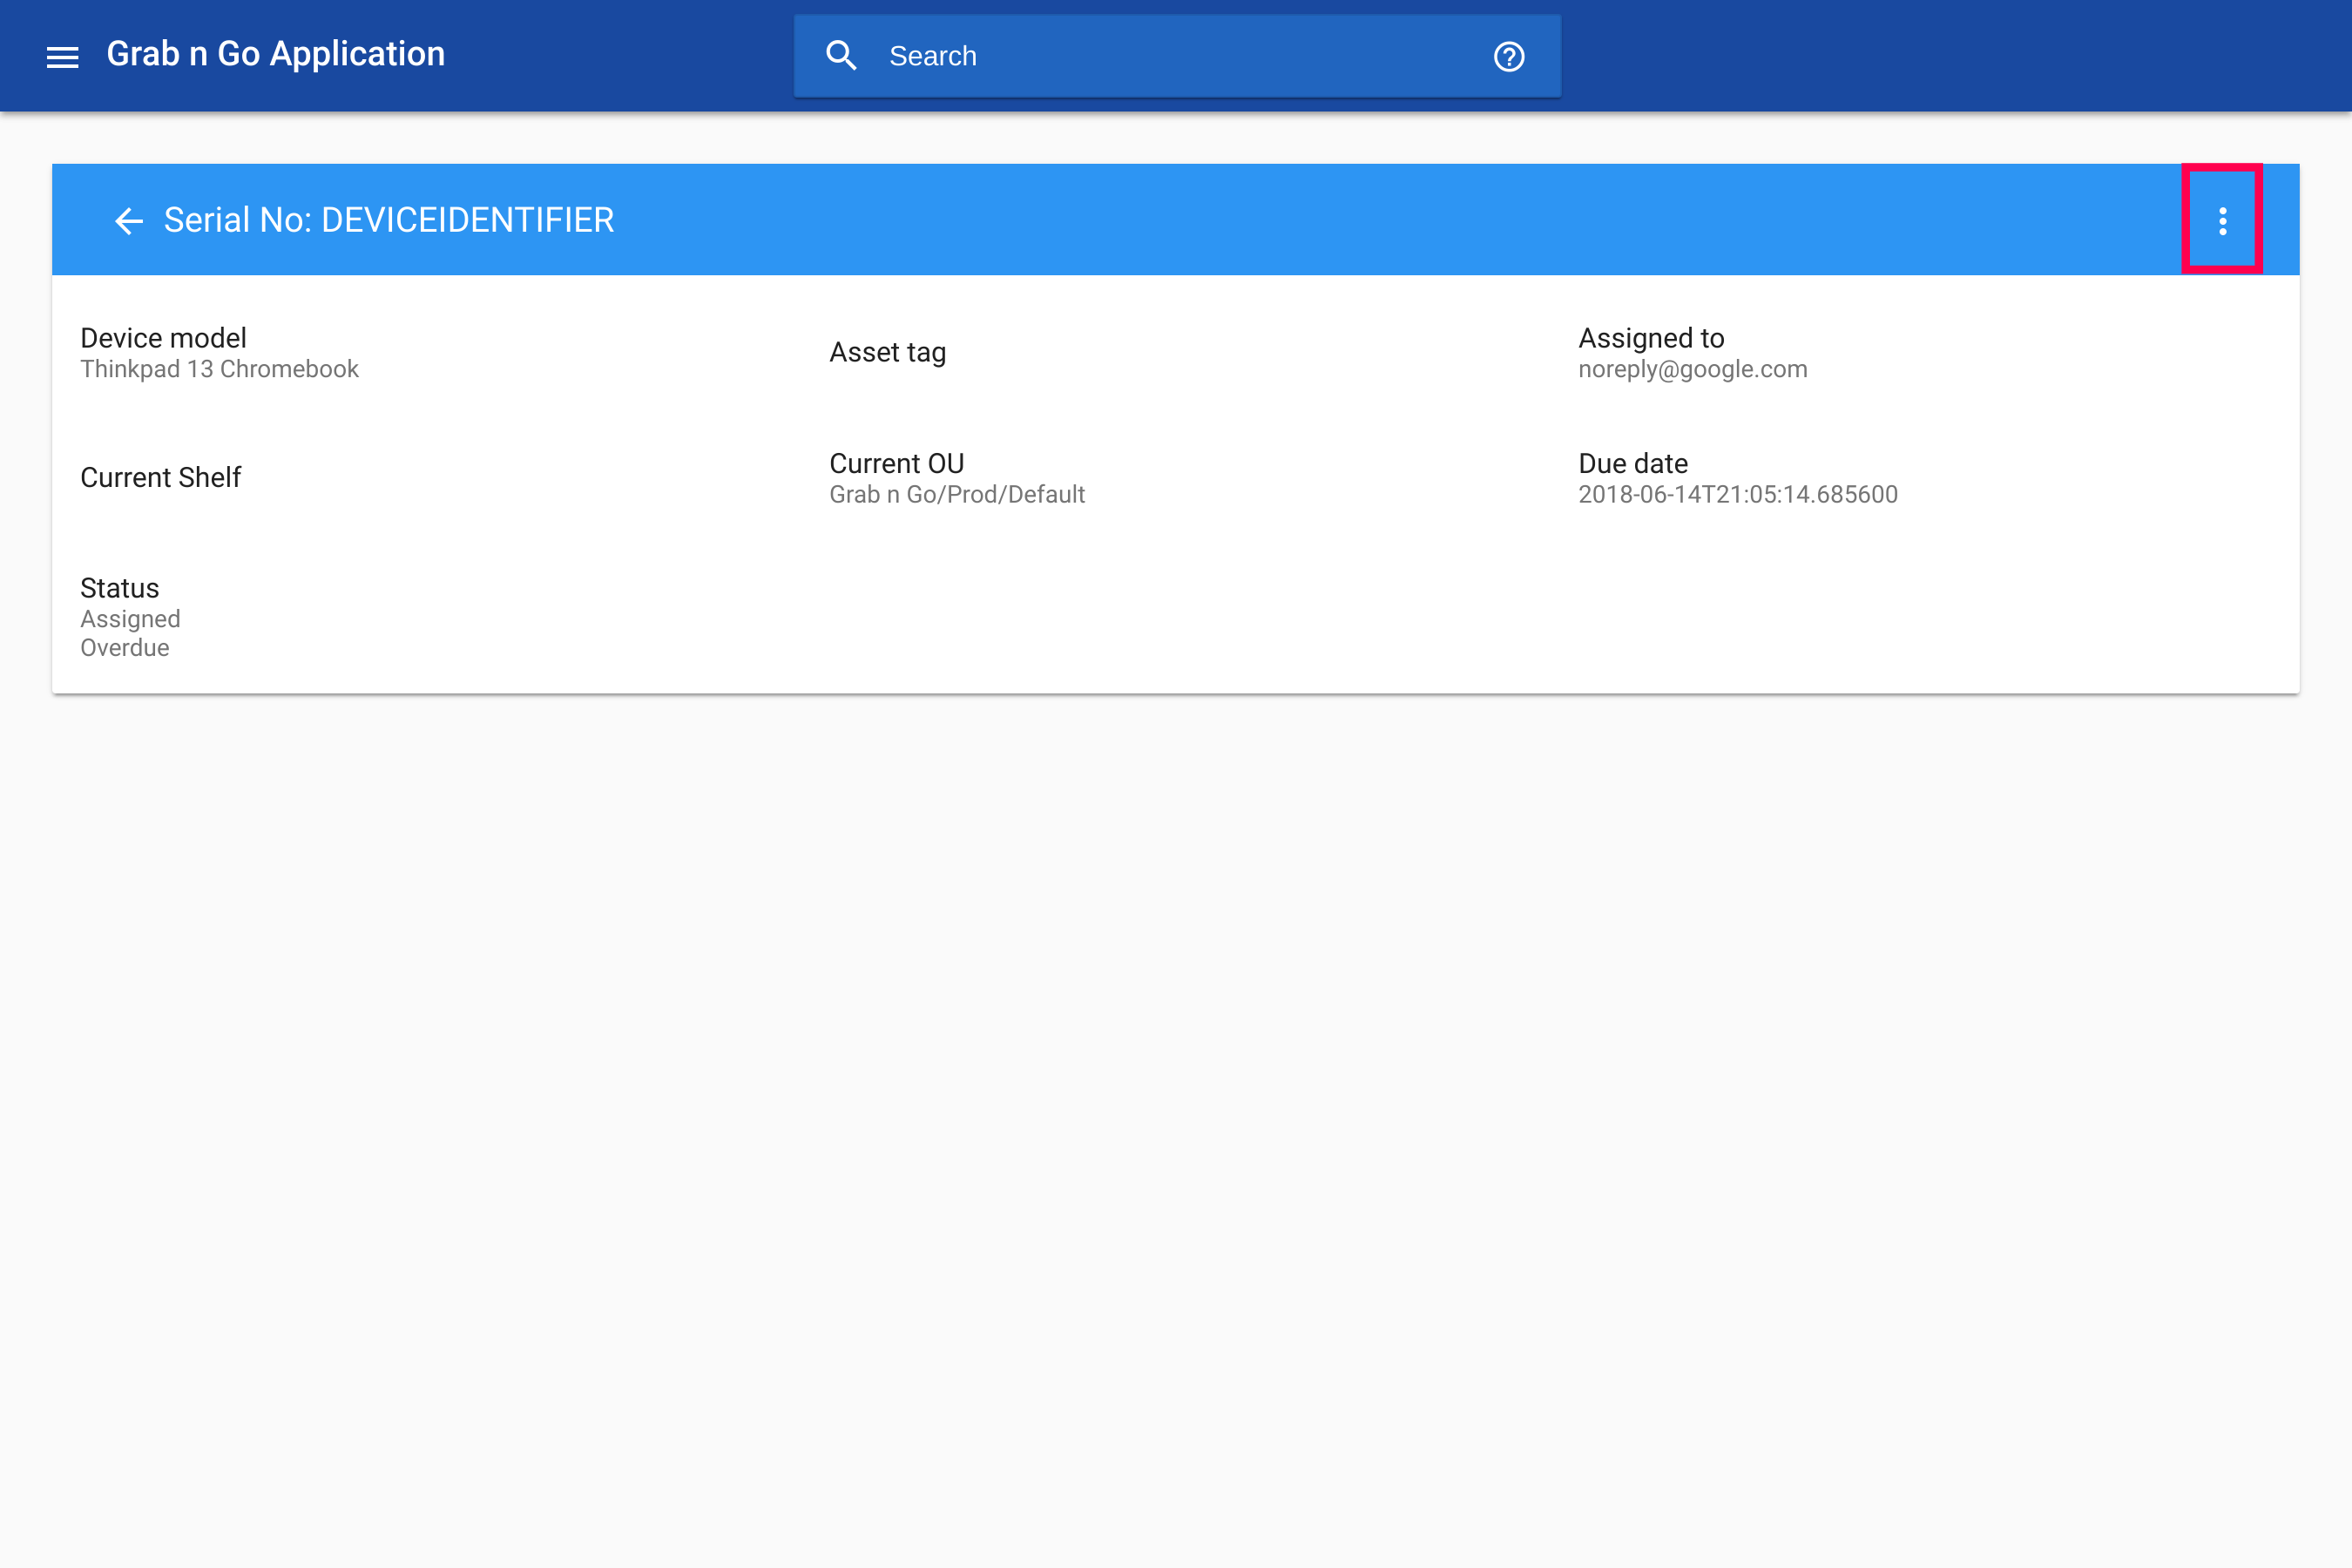 Grab n Go Application
Search
Serial No: DEVICEIDENTIFIER
Device model
Thinkpad 13 Chromebook
Asset tag
Assigned to
noreply@google.com
Current Shelf
Current OU
Grab n Go/Prod/Default
Due date
2018-06-14T21:05:14.685600
Status
Assigned
Overdue